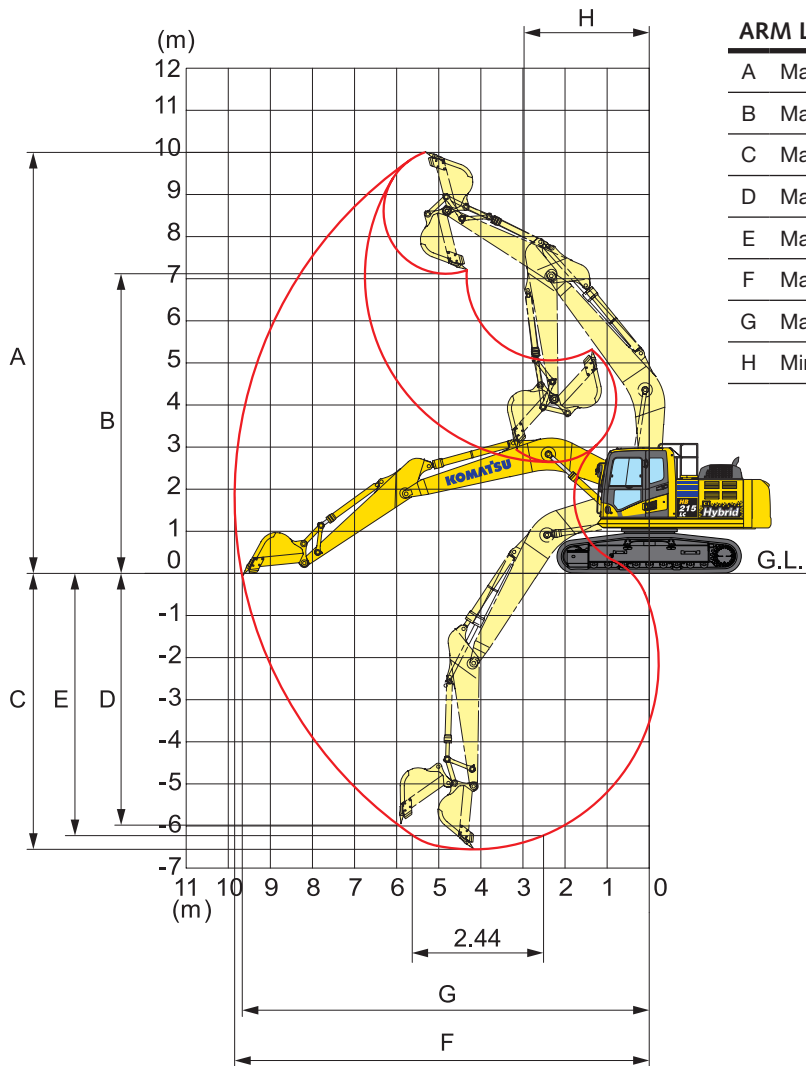 H
(m)
12
11
10
9
8
7
6
5
4
3
2
1
0
-1
-2
-3
-4
-5
-6
-7
A
B
C
E
D
KOMATSU
HB
215
LC
Hybrid
G.L.
11 10 9 8 7 6 5 4 3 2 1 0
(m)
2.44
G
F
ARM L
A Ma
B Ma
C Ma
D Ma
E Ma
F Ma
G Ma
H Min